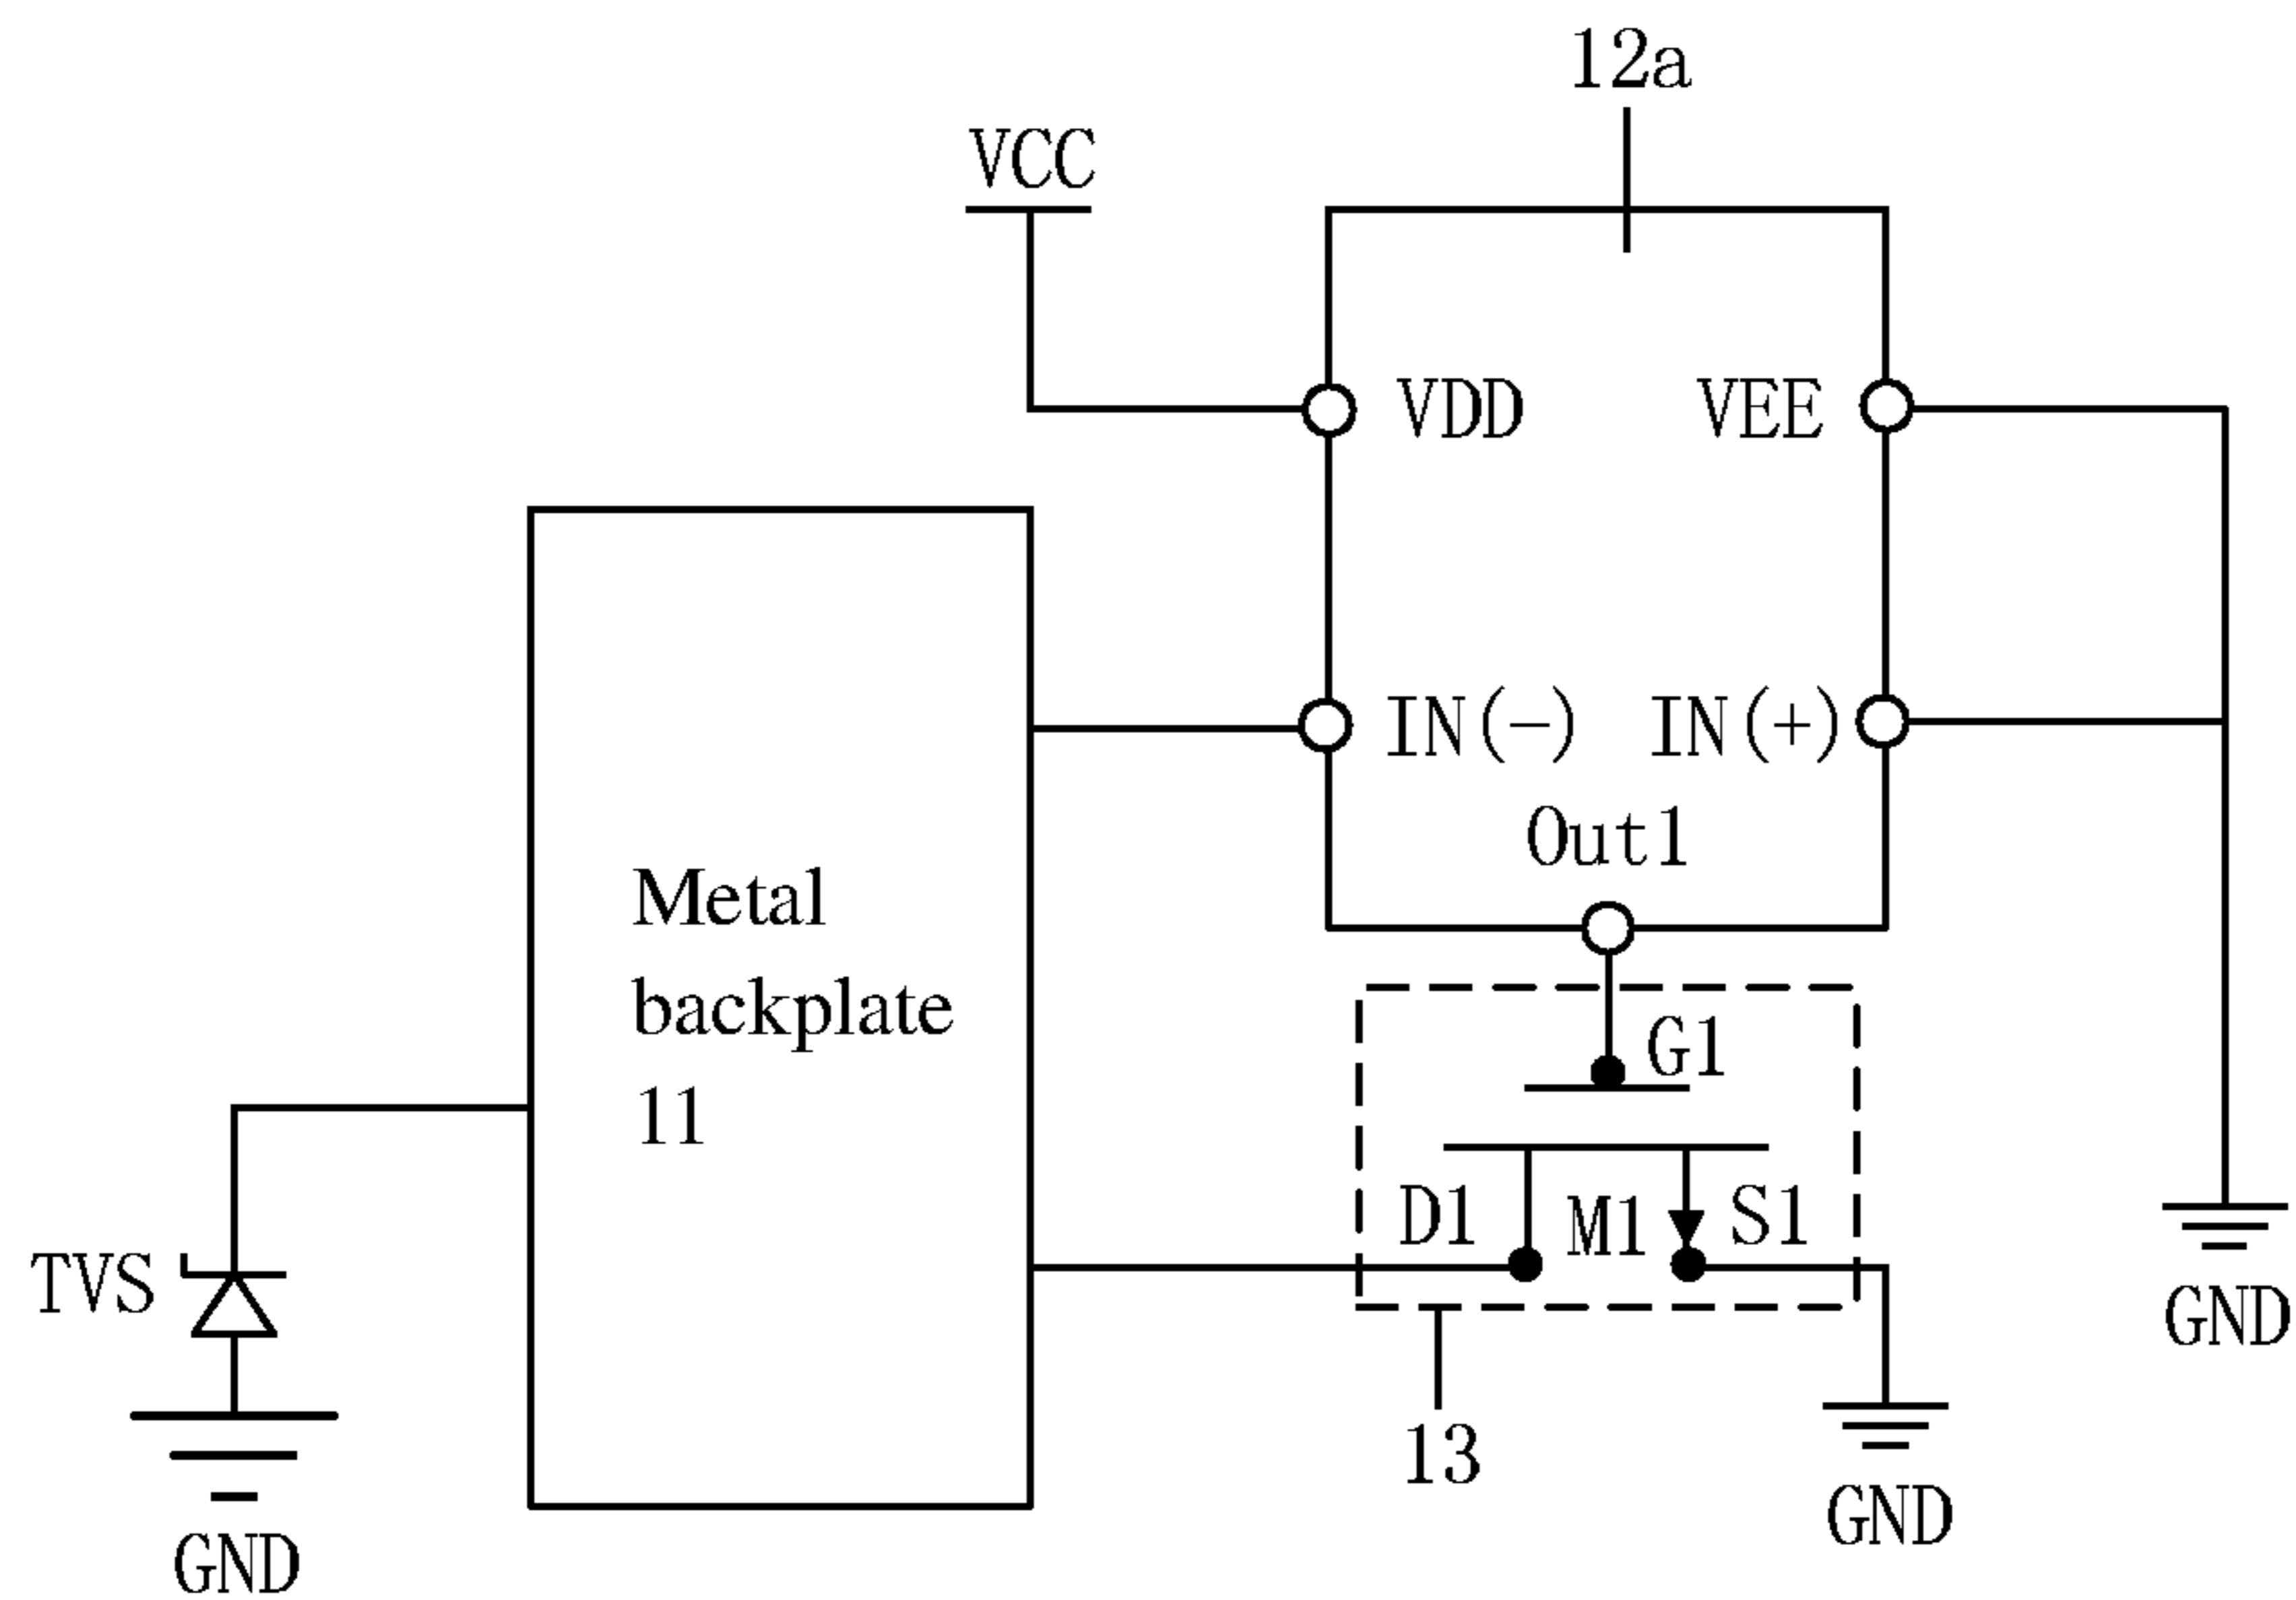 12a
VCC
VDD VEE
IN(-) IN(+)
Out1
Metal
backplate
11
G1
D1 M1 S1
TVS
13
GND
GND
GND